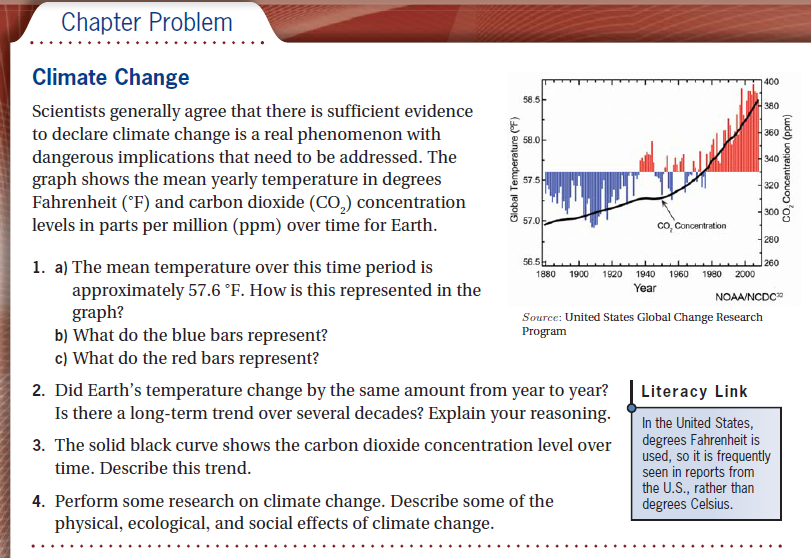 Chapter Problem
Climate Change
Scientists generally agree that there is sufficient evidence
to declare climate change is a real phenomenon with
dangerous implications that need to be addressed. The
graph shows the mean yearly temperature in degrees
Fahrenheit (°F) and carbon dioxide (CO₂) concentration
levels in parts per million (ppm) over time for Earth.
1. a) The mean temperature over this time period is
approximately 57.6 °F. How is this represented in the
graph?
b) What do the blue bars represent?
c) What do the red bars represent?
Global Temperature (°F)
58.5
58.0
57.5
57.0
56.5
400
380
360
340
320
300
280
260
CO₂ Concentration (ppm)
CO₂ Concentration
1880 1900 1920 1940 1960 1980 2000
Year
NOAA/NCDC³²
Source: United States Global Change Research
Program
2. Did Earth's temperature change by the same amount from year to year?
Is there a long-term trend over several decades? Explain your reasoning.
3. The solid black curve shows the carbon dioxide concentration level over
time. Describe this trend.
4. Perform some research on climate change. Describe some of the
physical, ecological, and social effects of climate change.
Literacy Link
In the United States,
degrees Fahrenheit is
used, so it is frequently
seen in reports from
the U.S., rather than
degrees Celsius.